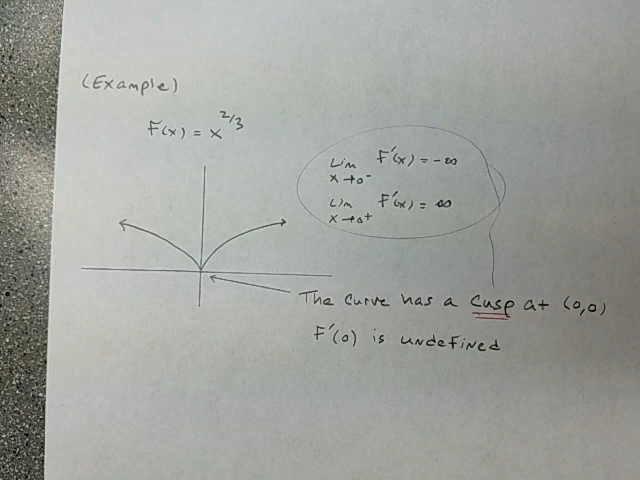 (Example)
F(x) = x^2/3
Lim F'(x) = -∞
x→0⁻
Lim F'(x) = ∞
x→0⁺
The curve has a cusp at (0,0)
F'(0) is undefined